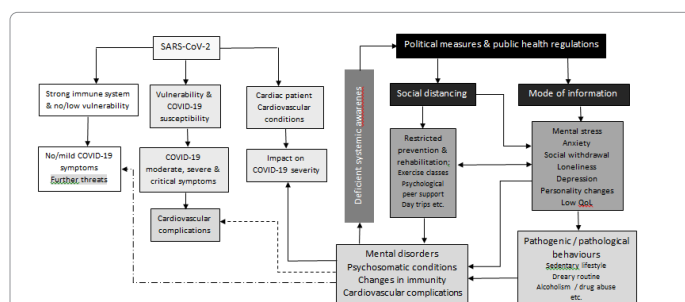 SARS-CoV-2
Political measures & public health regulations
Strong immune system
& no/low vulnerability
Vulnerability &
COVID-19
susceptibility
Cardiac patient
Cardiovascular
conditions
Deficient systemic awarenes
Social distancing
Mode of information
No/mild COVID-19
symptoms
Further threats
COVID-19
moderate, severe &
critical symptoms
Impact on
COVID-19 severity
Restricted
prevention &
rehabilitation;
Exercise classes
Psychological
peer support
Day trips etc.
Mental stress
Anxiety
Social withdrawal
Loneliness
Depression
Personality changes
Low QoL
Cardiovascular
complications
Mental disorders
Psychosomatic conditions
Changes in immunity
Cardiovascular complications
Pathogenic / pathological
behaviours
Sedentary lifestyle
Dreary routine
Alcoholism / drug abuse
etc.